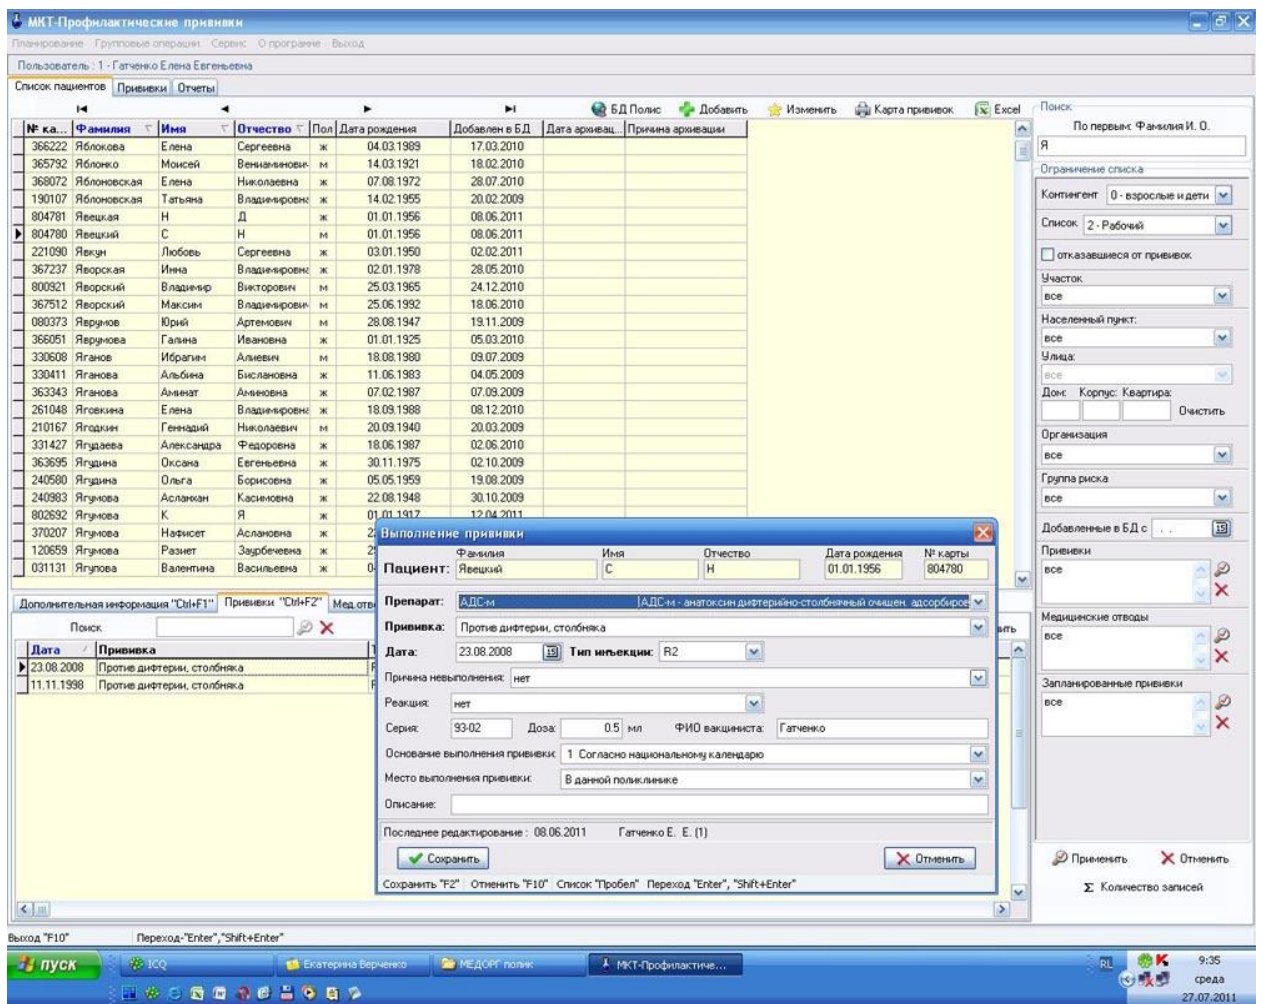 МКТ-Профилактические прививки
Планирование Групповые операции Сервис О програмне Выход
Пользователь : 1 - Гатченко Елена Евгеньевна
Список пациентов Прививки Отчеты
БД Полис Добавить Изменить Карта прививок Excel
№ ка... Фамилия Имя Отчество Пол Дата рождения Добавлен в БД Дата архивац... Причина архивации
366222 Яблокова Елена Сергеевна ж 04.03.1989 17.03.2010
365792 Яблонко Моисей Вениаминович м 14.03.1921 18.02.2010
368072 Яблоновская Елена Николаевна ж 07.08.1972 28.07.2010
190107 Яблоновская Татьяна Владимировна ж 14.02.1955 20.02.2009
804781 Явецкая Н Д ж 01.01.1956 08.06.2011
804780 Явецкий С Н м 01.01.1956 08.06.2011
221090 Явкун Любовь Сергеевна ж 03.01.1950 02.02.2011
367237 Яворская Инна Владимировна ж 02.01.1978 28.05.2010
800921 Яворский Владимир Викторович м 25.03.1965 24.12.2010
367512 Яворский Максим Владимирович м 25.06.1992 18.06.2010
080373 Яврумов Юрий Артемович м 28.08.1947 19.11.2009
366051 Яврумова Галина Ивановна ж 01.01.1925 05.03.2010
330608 Яганов Ибрагим Алиевич м 18.08.1980 09.07.2009
330411 Яганова Альбина Бислановна ж 11.06.1983 04.05.2009
363343 Яганова Аминат Аминовна ж 07.02.1987 07.09.2009
261048 Яговкина Елена Владимировна ж 18.09.1988 08.12.2010
210167 Ягодкин Геннадий Николаевич м 20.09.1940 20.03.2009
331427 Ягудаева Александра Федоровна ж 18.06.1987 02.06.2010
363695 Ягудина Оксана Евгеньевна ж 30.11.1975 02.10.2009
240580 Ягудина Ольга Борисовна ж 05.05.1959 19.08.2009
240983 Ягумова Асланхан Касимовна ж 22.08.1948 30.10.2009
802692 Ягумова К Я ж 01.01.1917 12.04.2011
370207 Ягумова Нафисет Аслановна ж
120659 Ягумова Разиет Заурбечевна ж
031131 Ягупова Валентина Васильевна ж
Поиск
По первым: Фамилия И. О.
Я
Ограничение списка
Контингент 0 - взрослые и дети
Список 2 - Рабочий
отказавшиеся от прививок
Участок
все
Населенный пункт:
все
Улица:
все
Дом: Корпус: Квартира:
Очистить
Организация
все
Группа риска
все
Добавленные в БД с . . 15
Прививки
все
Медицинские отводы
все
Запланированные прививки
все
Применить Отменить
Σ Количество записей
Дополнительная информация "Ctrl+F1" Прививки "Ctrl+F2"
Поиск
Дата Прививка
23.08.2008 Против дифтерии, столбняка
11.11.1998 Против дифтерии, столбняка
Выполнение прививки
Фамилия Имя Отчество Дата рождения № карты
Пациент: Явецкий С Н 01.01.1956 804780
Препарат: АДС-м АДС-м - анатоксин дифтерийно-столбнячный очищен. адсорбиров
Прививка: Против дифтерии, столбняка
Дата: 23.08.2008 15 Тип инъекции: R2
Причина невыполнения: нет
Реакция: нет
Серия: 93-02 Доза: 0.5 мл ФИО вакциниста: Гатченко
Основание выполнения прививки: 1 Согласно национальному календарю
Место выполнения прививки: В данной поликлинике
Описание:
Последнее редактирование : 08.06.2011 Гатченко Е. Е. (1)
Сохранить Отменить
Сохранить "F2" Отменить "F10" Список "Пробел" Переход "Enter", "Shift+Enter"
Выход "F10" Переход-"Enter","Shift+Enter"
пуск ICQ Екатерина Верченко МЕДОРГ полик МКТ-Профилактиче... RL 9:35
среда
27.07.2011